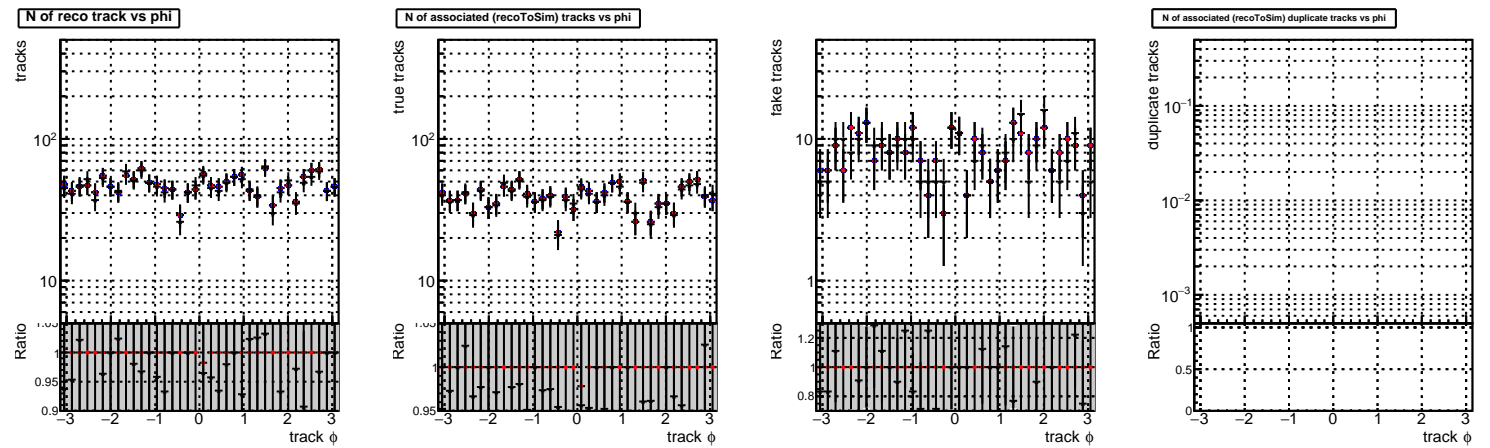 N of reco track vs phi
tracks
10²
10
Ratio
1.05
1
0.95
0.9
−3 −2 −1 0 1 2 3
track ϕ
N of associated (recoToSim) tracks vs phi
true tracks
10²
10
Ratio
1.05
1
0.95
−3 −2 −1 0 1 2 3
track ϕ
fake tracks
10
1
Ratio
1.2
1
0.8
−3 −2 −1 0 1 2 3
track ϕ
N of associated (recoToSim) duplicate tracks vs phi
duplicate tracks
10⁻¹
10⁻²
10⁻³
Ratio
1
0.5
0
−3 −2 −1 0 1 2 3
track ϕ